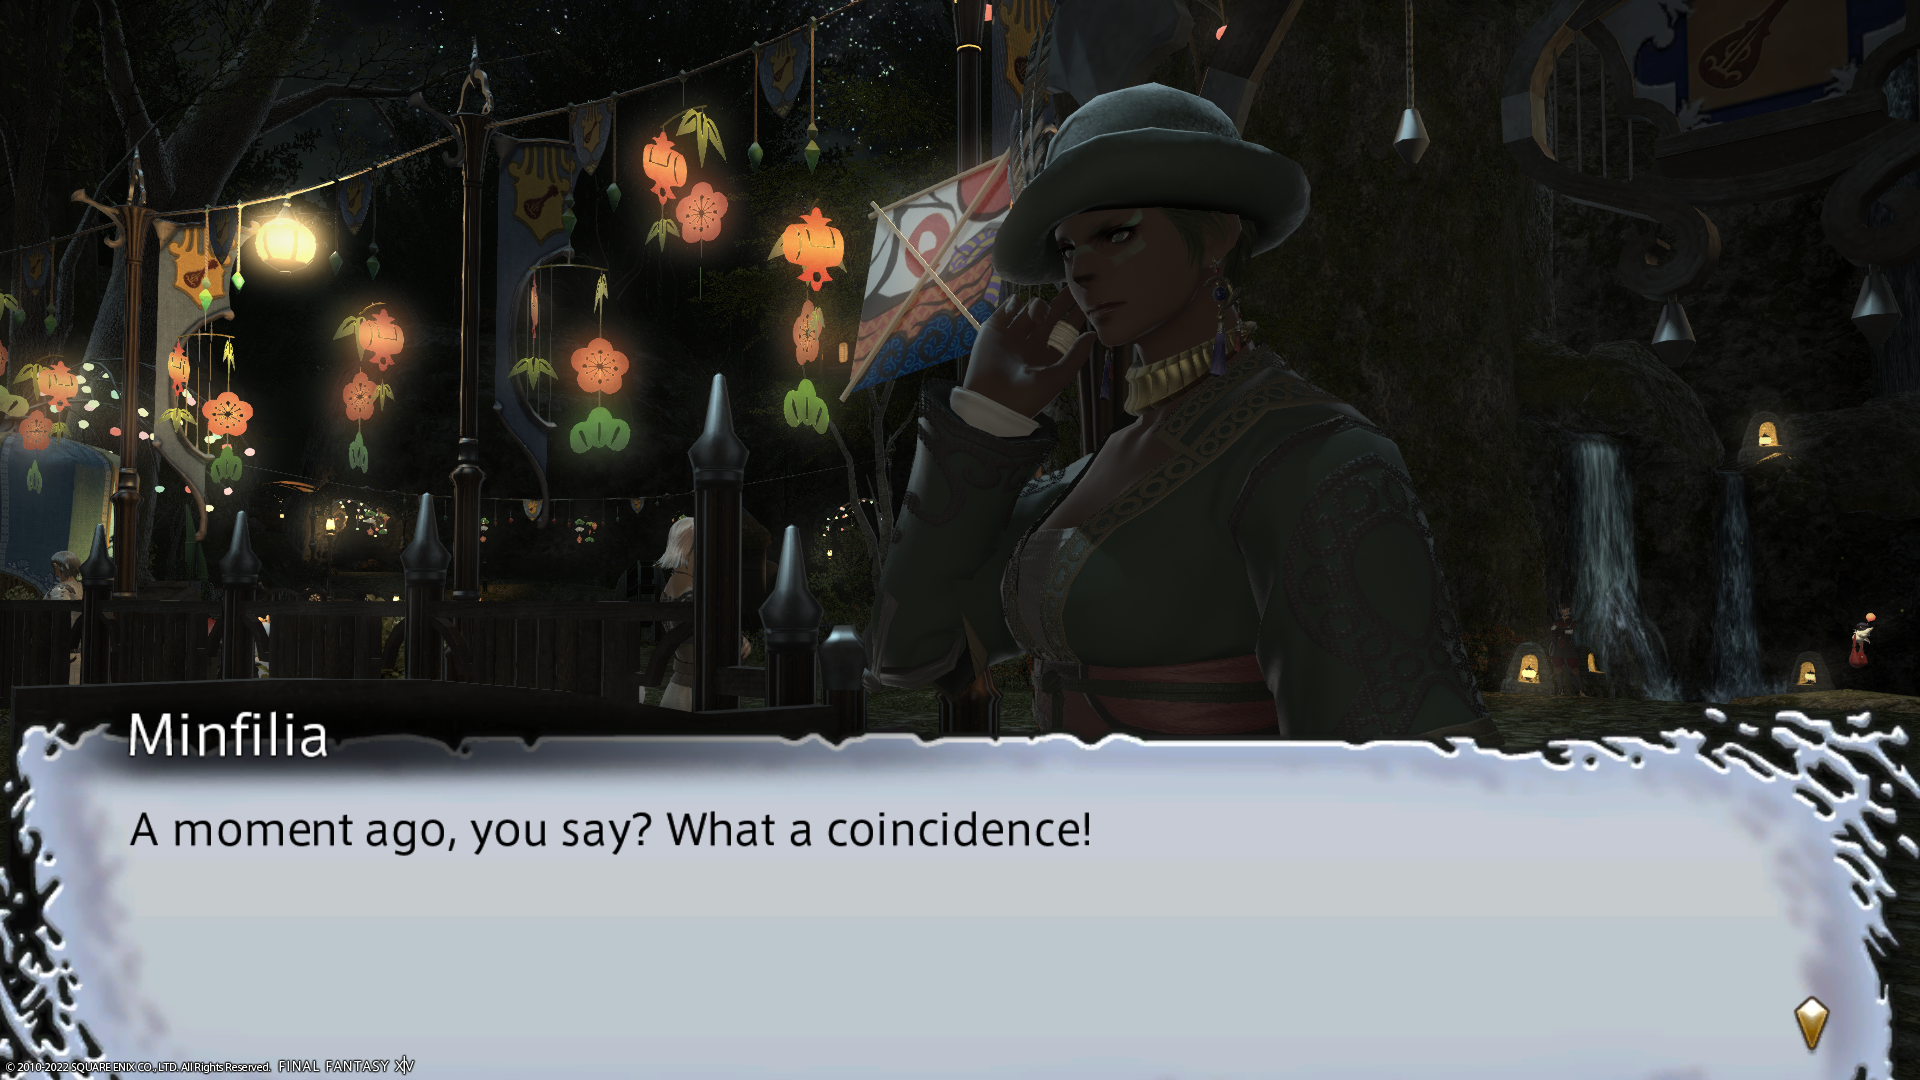 Minfilia
A moment ago, you say? What a coincidence!
© 2010-2022 SQUARE ENIX CO., LTD. All Rights Reserved. FINAL FANTASY XIV